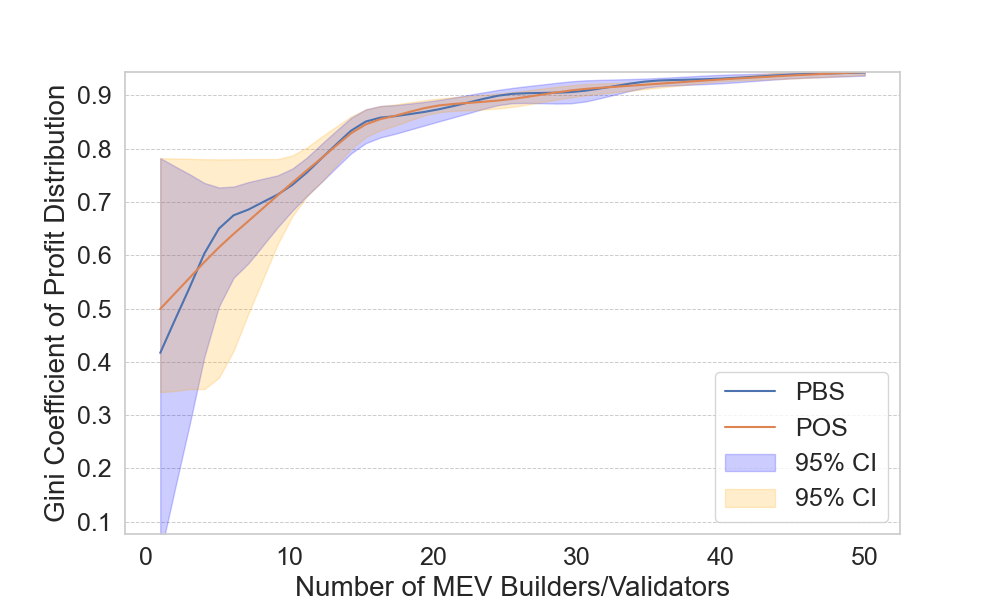 Gini Coefficient of Profit Distribution
0.9
0.8
0.7
0.6
0.5
0.4
0.3
0.2
0.1
0 10 20 30 40 50
Number of MEV Builders/Validators
PBS
POS
95% CI
95% CI